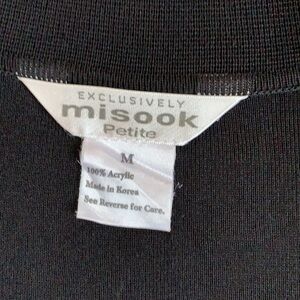 EXCLUSIVELY
misook
Petite
M
100% Acrylic
Made in Korea
See Reverse for Care.